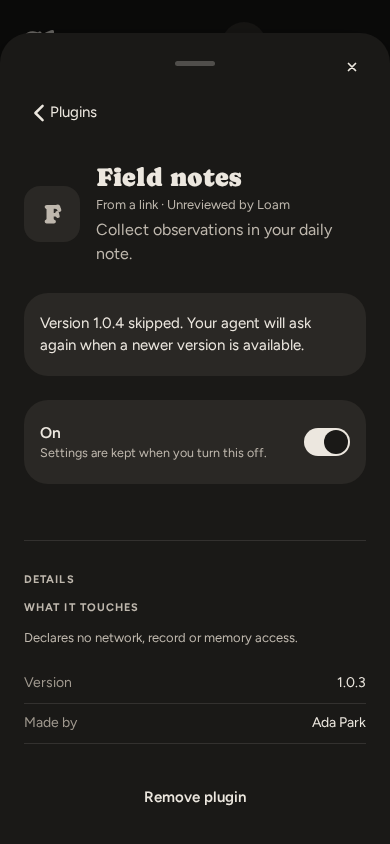 Plugins
F
Field notes
From a link · Unreviewed by Loam
Collect observations in your daily
note.
Version 1.0.4 skipped. Your agent will ask
again when a newer version is available.
On
Settings are kept when you turn this off.
DETAILS
WHAT IT TOUCHES
Declares no network, record or memory access.
Version 1.0.3
Made by Ada Park
Remove plugin